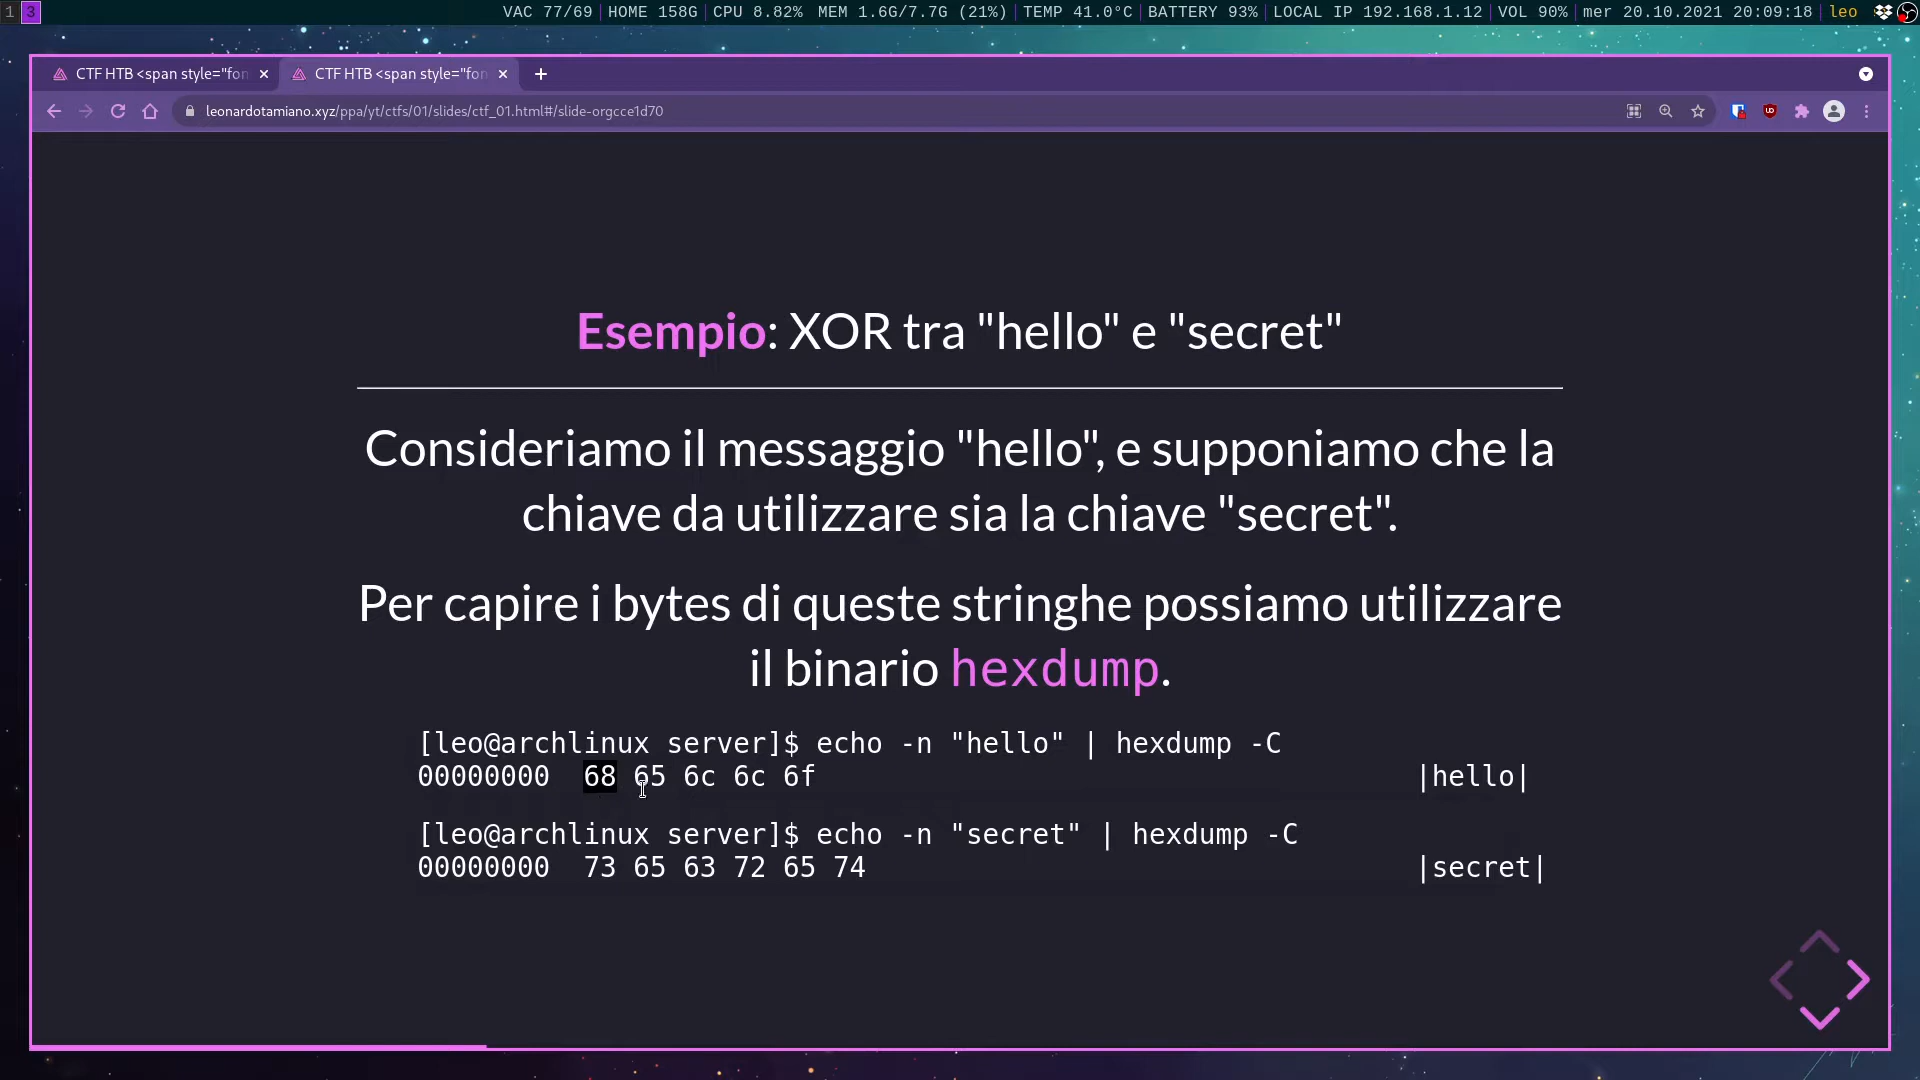 1 3 VAC 77/69 | HOME 158G | CPU 8.82% MEM 1.6G/7.7G (21%) | TEMP 41.0°C | BATTERY 93% | LOCAL IP 192.168.1.12 | VOL 90% | mer 20.10.2021 20:09:18 | leo
CTF HTB <span style="fon CTF HTB <span style="fon
leonardotamiano.xyz/ppa/yt/ctfs/01/slides/ctf_01.html#/slide-orgcce1d70
Esempio: XOR tra "hello" e "secret"
Consideriamo il messaggio "hello", e supponiamo che la
chiave da utilizzare sia la chiave "secret".
Per capire i bytes di queste stringhe possiamo utilizzare
il binario hexdump.
[leo@archlinux server]$ echo -n "hello" | hexdump -C
00000000  68 65 6c 6c 6f                                    |hello|
[leo@archlinux server]$ echo -n "secret" | hexdump -C
00000000  73 65 63 72 65 74                                 |secret|